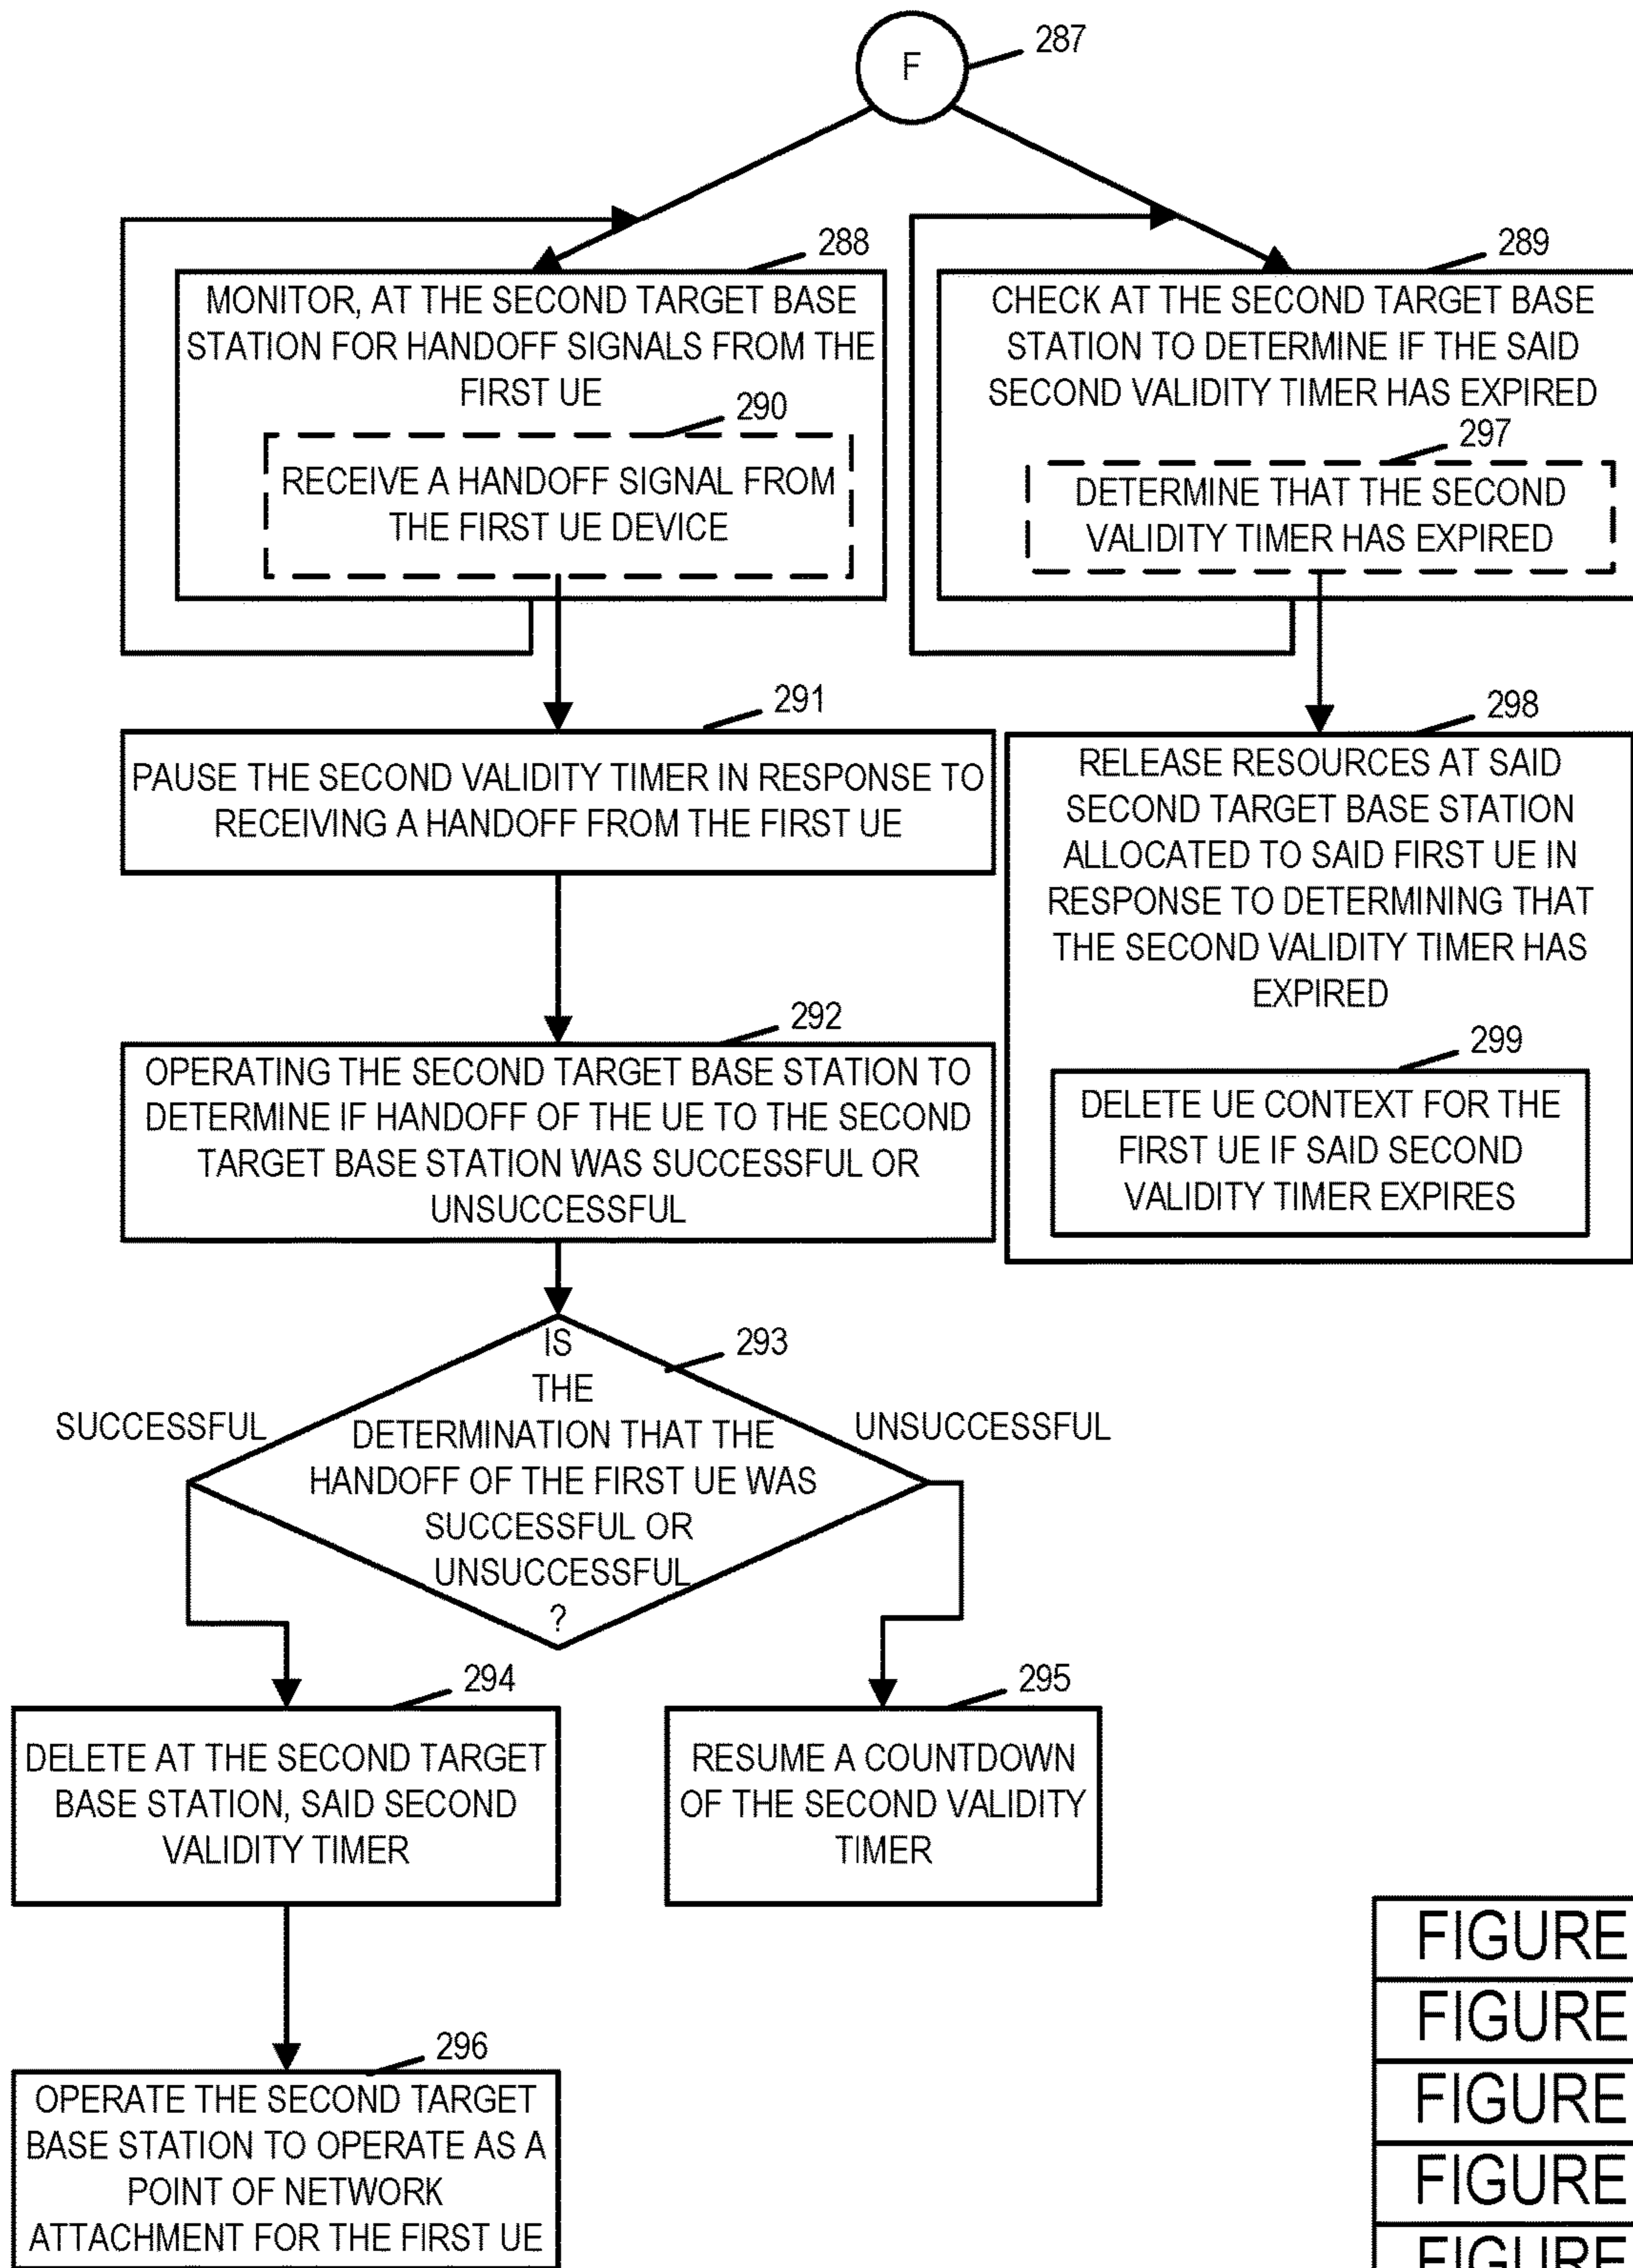 F
287
288
MONITOR, AT THE SECOND TARGET BASE
STATION FOR HANDOFF SIGNALS FROM THE
FIRST UE
290
RECEIVE A HANDOFF SIGNAL FROM
THE FIRST UE DEVICE
289
CHECK AT THE SECOND TARGET BASE
STATION TO DETERMINE IF THE SAID
SECOND VALIDITY TIMER HAS EXPIRED
297
DETERMINE THAT THE SECOND
VALIDITY TIMER HAS EXPIRED
291
PAUSE THE SECOND VALIDITY TIMER IN RESPONSE TO
RECEIVING A HANDOFF FROM THE FIRST UE
298
RELEASE RESOURCES AT SAID
SECOND TARGET BASE STATION
ALLOCATED TO SAID FIRST UE IN
RESPONSE TO DETERMINING THAT
THE SECOND VALIDITY TIMER HAS
EXPIRED
299
DELETE UE CONTEXT FOR THE
FIRST UE IF SAID SECOND
VALIDITY TIMER EXPIRES
292
OPERATING THE SECOND TARGET BASE STATION TO
DETERMINE IF HANDOFF OF THE UE TO THE SECOND
TARGET BASE STATION WAS SUCCESSFUL OR
UNSUCCESSFUL
293
IS
THE
DETERMINATION THAT THE
HANDOFF OF THE FIRST UE WAS
SUCCESSFUL OR
UNSUCCESSFUL
?
SUCCESSFUL
UNSUCCESSFUL
294
DELETE AT THE SECOND TARGET
BASE STATION, SAID SECOND
VALIDITY TIMER
295
RESUME A COUNTDOWN
OF THE SECOND VALIDITY
TIMER
296
OPERATE THE SECOND TARGET
BASE STATION TO OPERATE AS A
POINT OF NETWORK
ATTACHMENT FOR THE FIRST UE
FIGURE
FIGURE
FIGURE
FIGURE
FIGURE